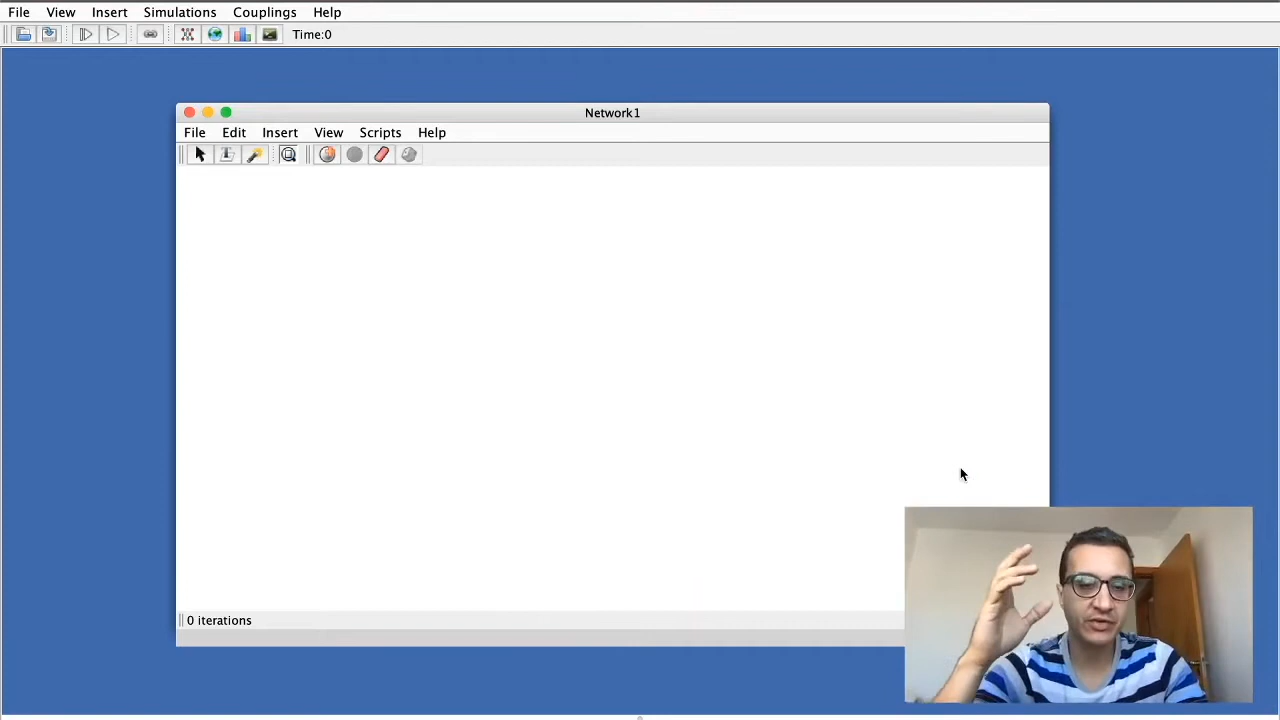 File View Insert Simulations Couplings Help
Time:0
Network1
File Edit Insert View Scripts Help
0 iterations